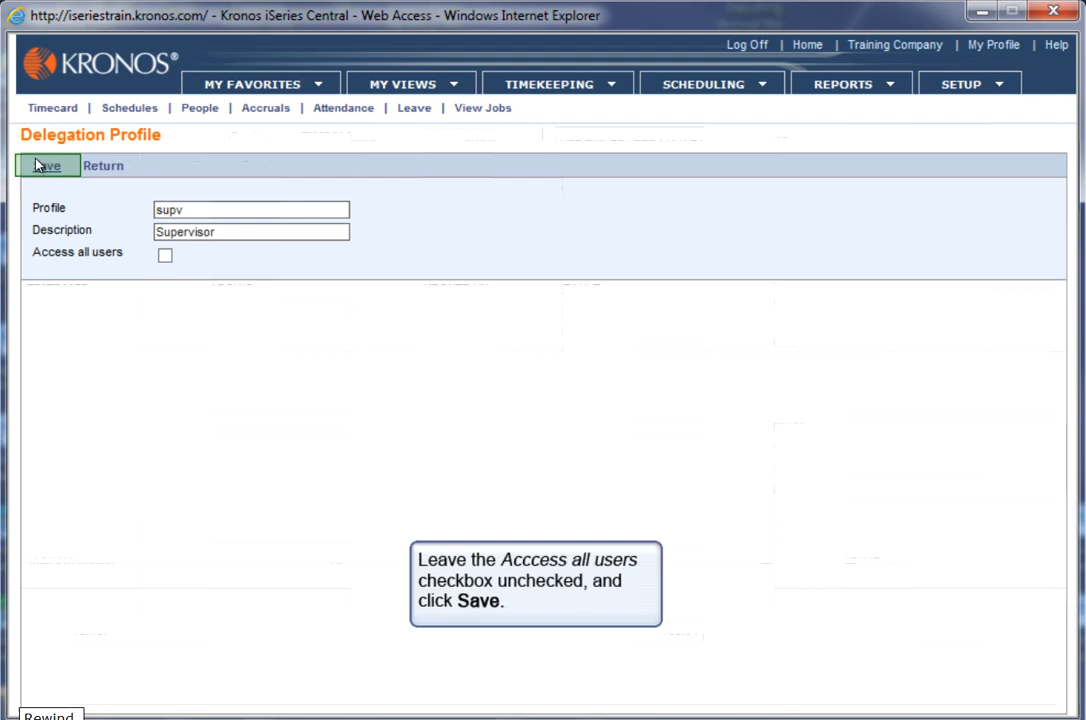 http://iseriestrain.kronos.com/ - Kronos iSeries Central - Web Access - Windows Internet Explorer
Log Off | Home | Training Company | My Profile | Help
KRONOS®
MY FAVORITES MY VIEWS TIMEKEEPING SCHEDULING REPORTS SETUP
Timecard | Schedules | People | Accruals | Attendance | Leave | View Jobs
Delegation Profile
Save Return
Profile supv
Description Supervisor
Access all users
Leave the Acccess all users
checkbox unchecked, and
click Save.
Rewind